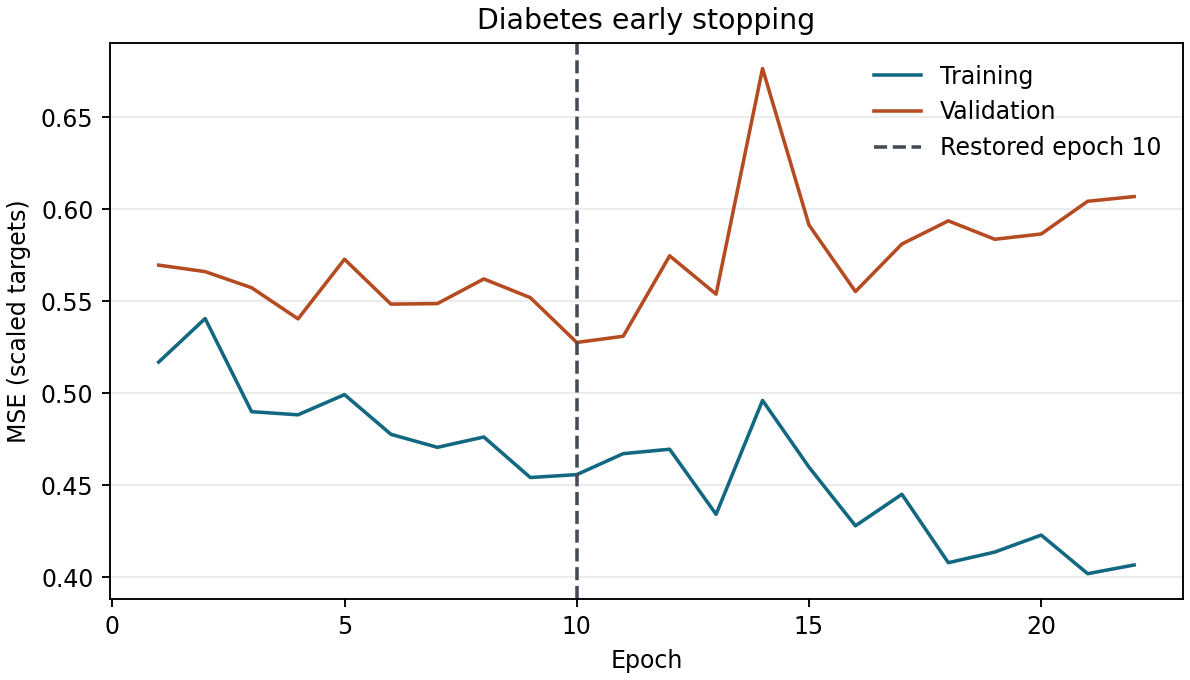 Diabetes early stopping
Training
Validation
Restored epoch 10
MSE (scaled targets)
0.65
0.60
0.55
0.50
0.45
0.40
0 5 10 15 20
Epoch